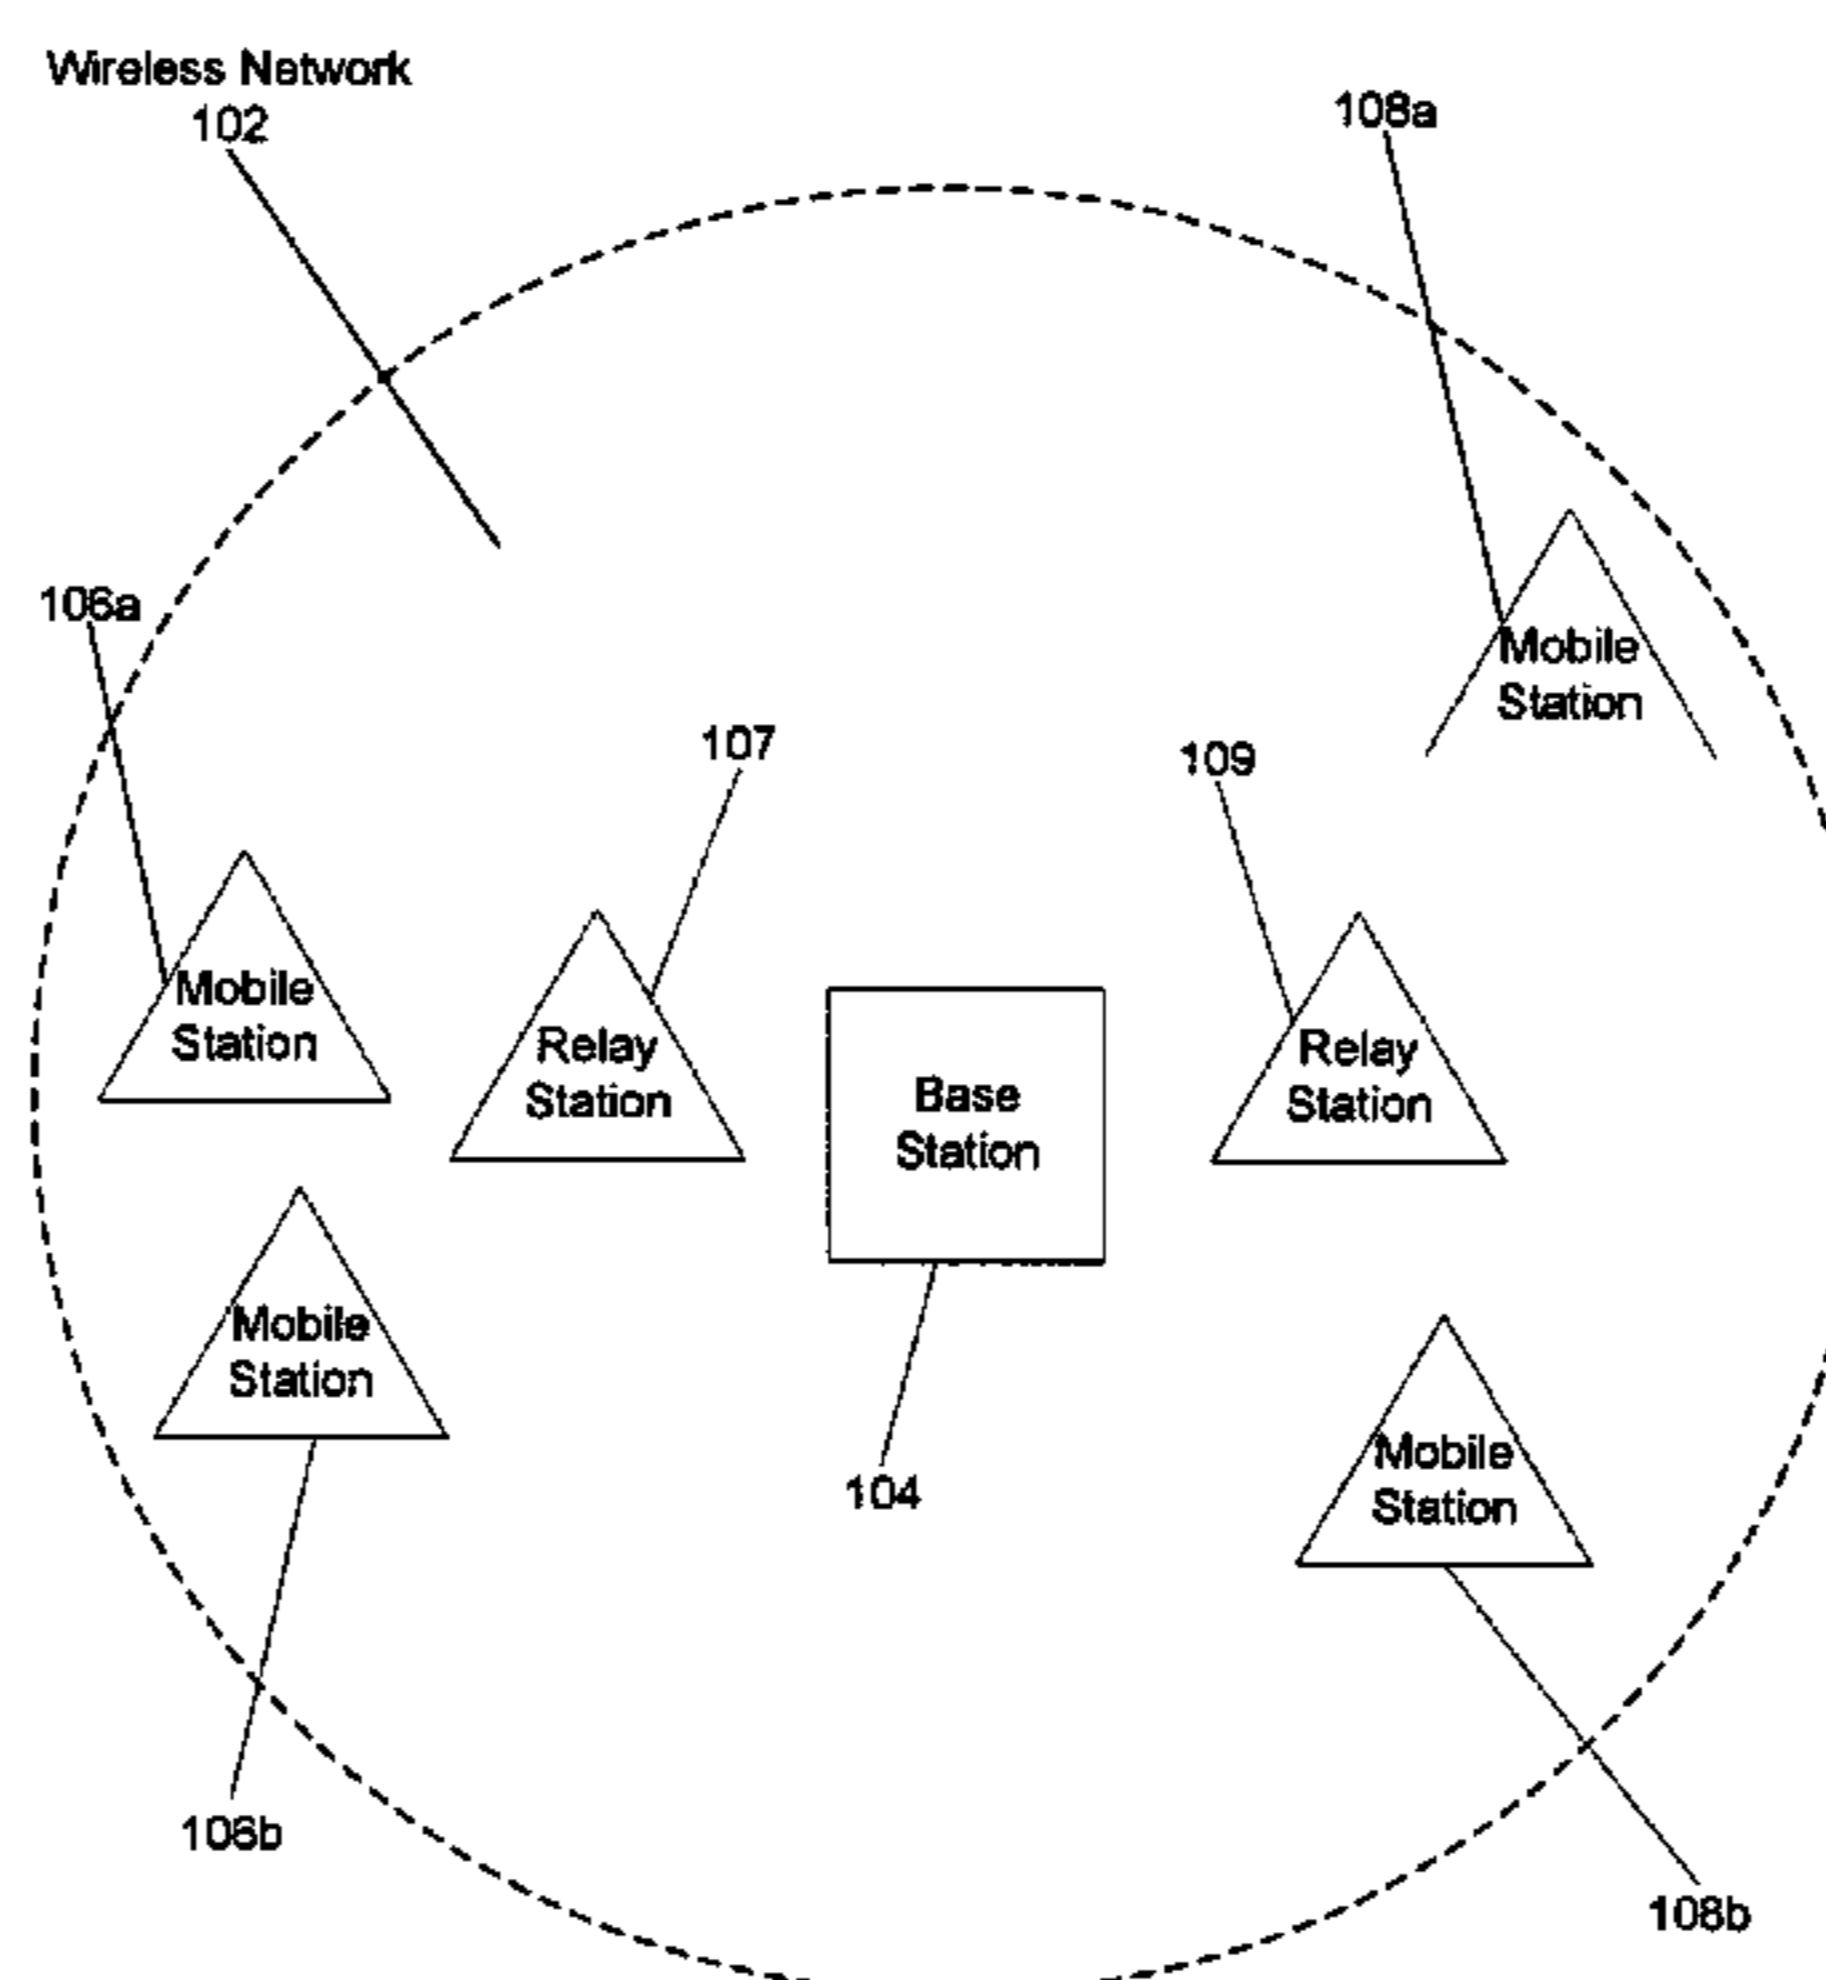 Wireless Network
102
108a
106a
Mobile
Station
107
109
Mobile
Station
Relay
Station
Base
Station
Relay
Station
Mobile
Station
Mobile
Station
104
106b
108b